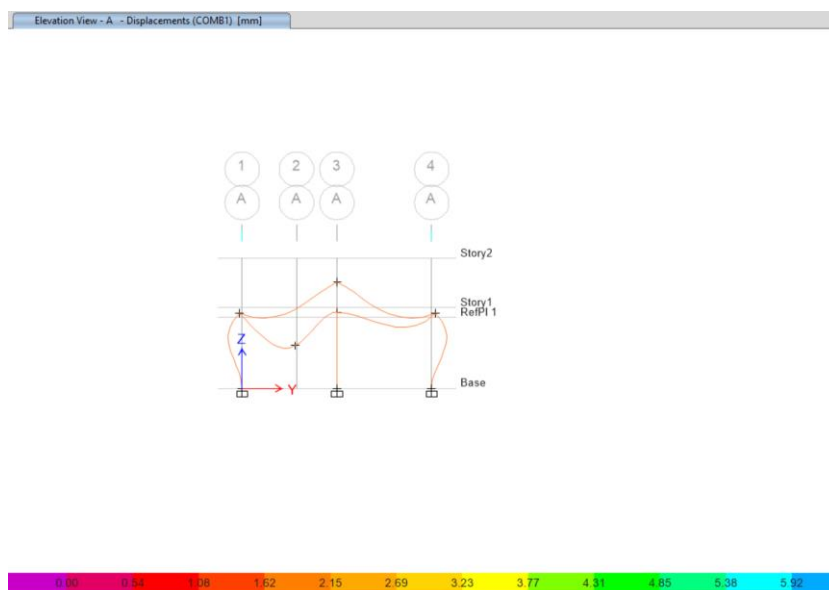 Elevation View - A - Displacements (COMB1) [mm]
1 2 3 4
A A A A
Story2
Story1
RefPl 1
Z
Y
Base
0.00 0.54 1.08 1.62 2.15 2.69 3.23 3.77 4.31 4.85 5.38 5.92